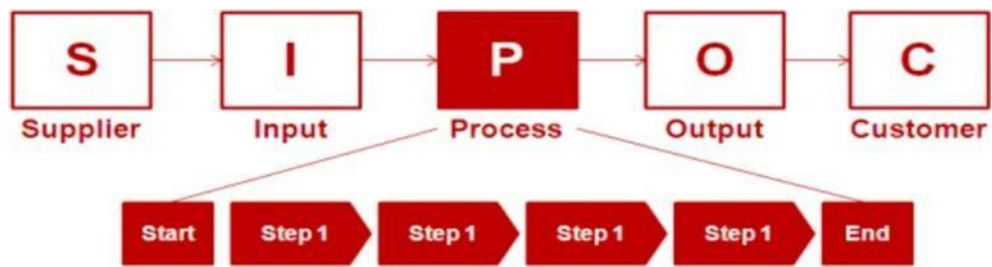 S I P O C
Supplier Input Process Output Customer
Start Step 1 Step 1 Step 1 Step 1 End